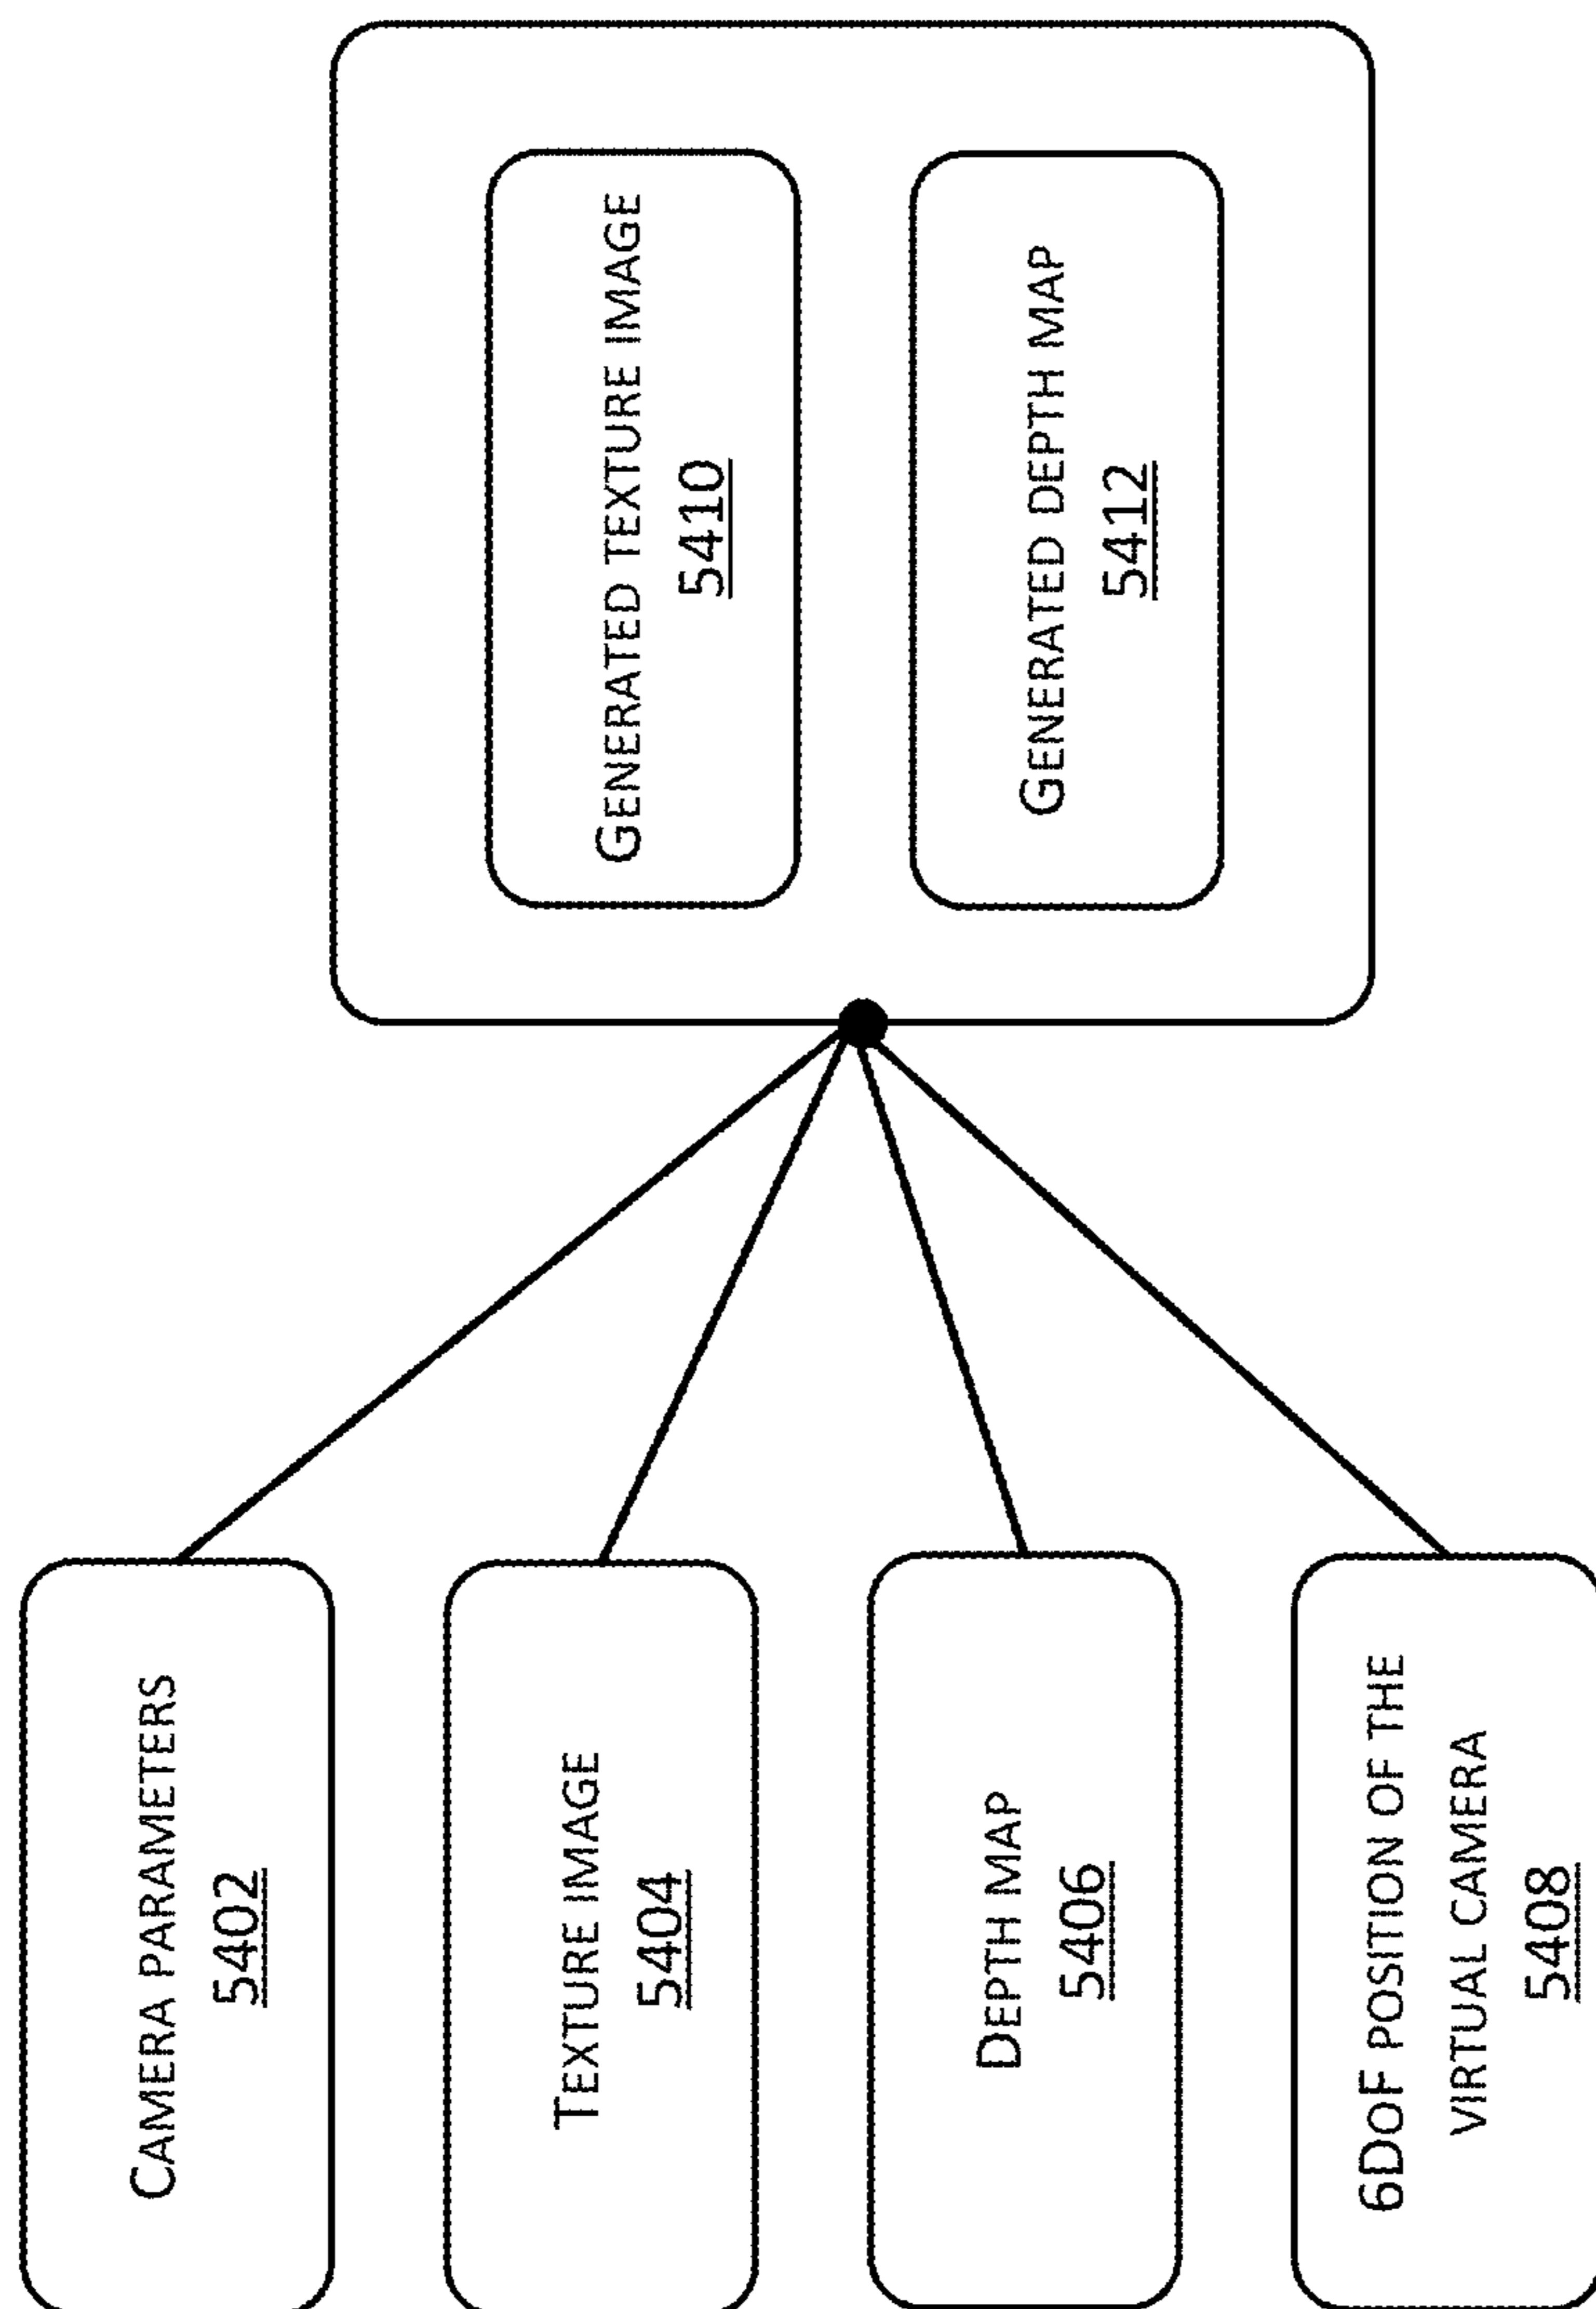 CAMERA PARAMETERS
5402
TEXTURE IMAGE
5404
DEPTH MAP
5406
6DOF POSITION OF THE
VIRTUAL CAMERA
5408
GENERATED TEXTURE IMAGE
5410
GENERATED DEPTH MAP
5412